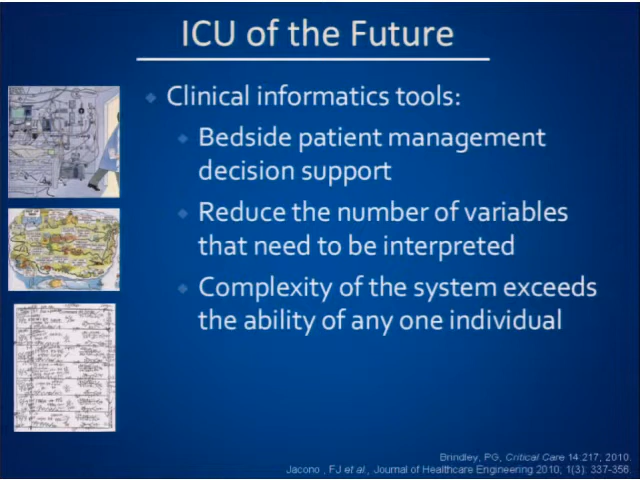 ICU of the Future
Clinical informatics tools:
Bedside patient management
decision support
Reduce the number of variables
that need to be interpreted
Complexity of the system exceeds
the ability of any one individual
Brindley, PG, Critical Care 14:217; 2010.
Jacono , FJ et al., Journal of Healthcare Engineering 2010; 1(3): 337-356.